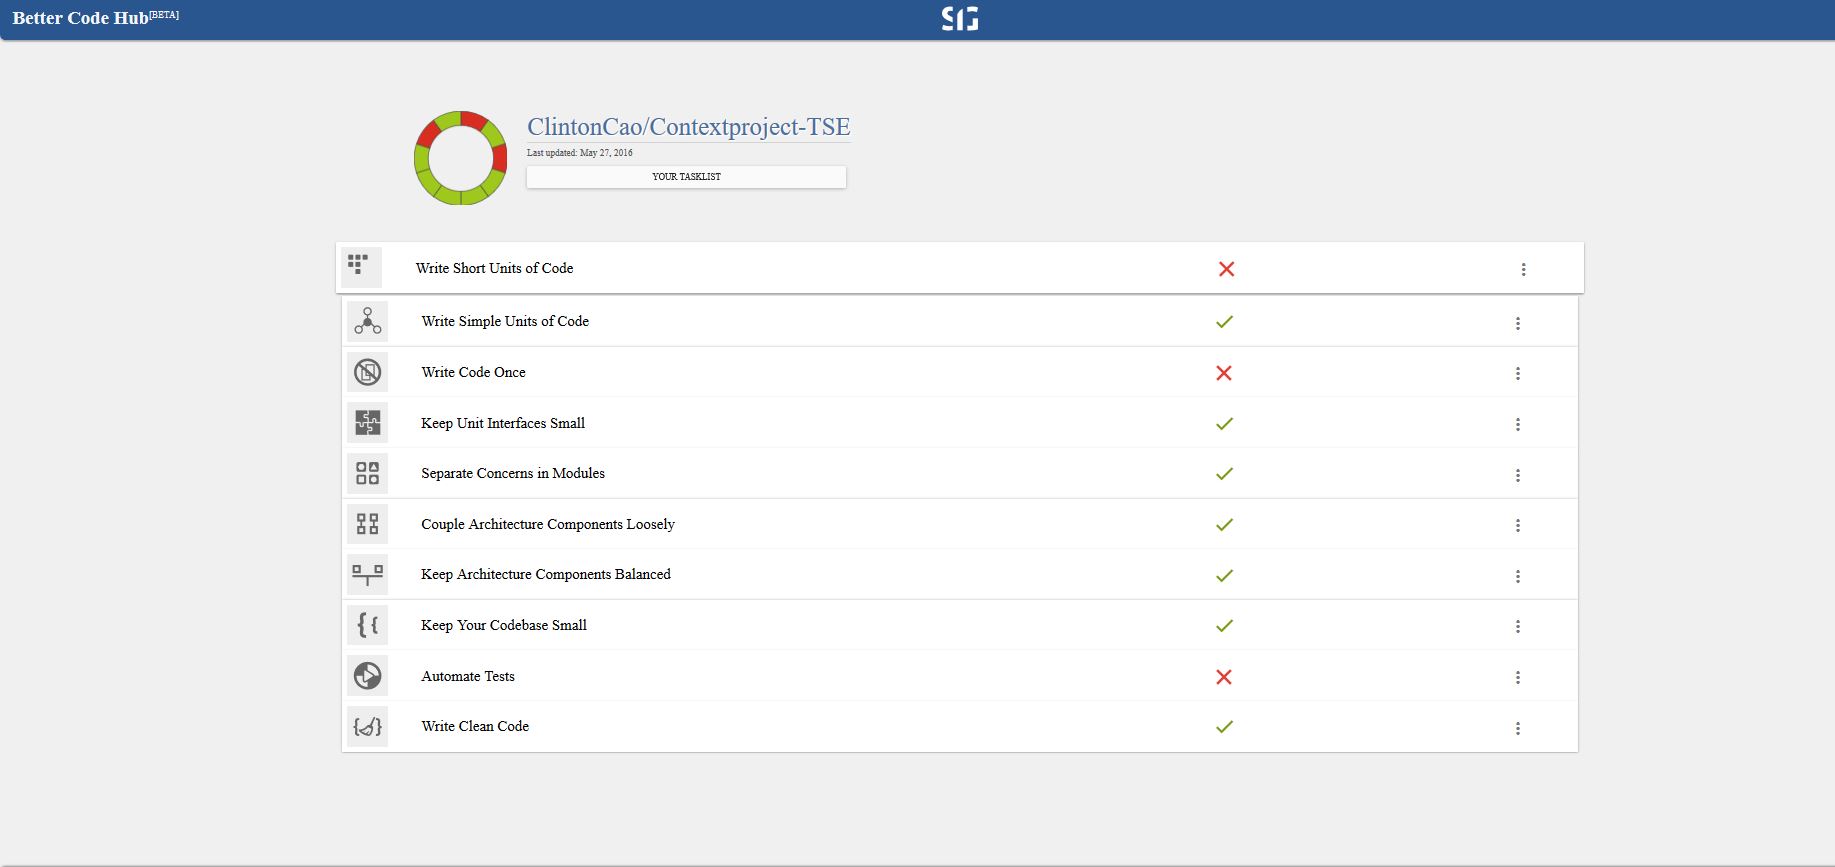 Better Code Hub[BETA]
SIG
ClintonCao/Contextproject-TSE
Last updated: May 27, 2016
YOUR TASKLIST
Write Short Units of Code
Write Simple Units of Code
Write Code Once
Keep Unit Interfaces Small
Separate Concerns in Modules
Couple Architecture Components Loosely
Keep Architecture Components Balanced
Keep Your Codebase Small
Automate Tests
Write Clean Code